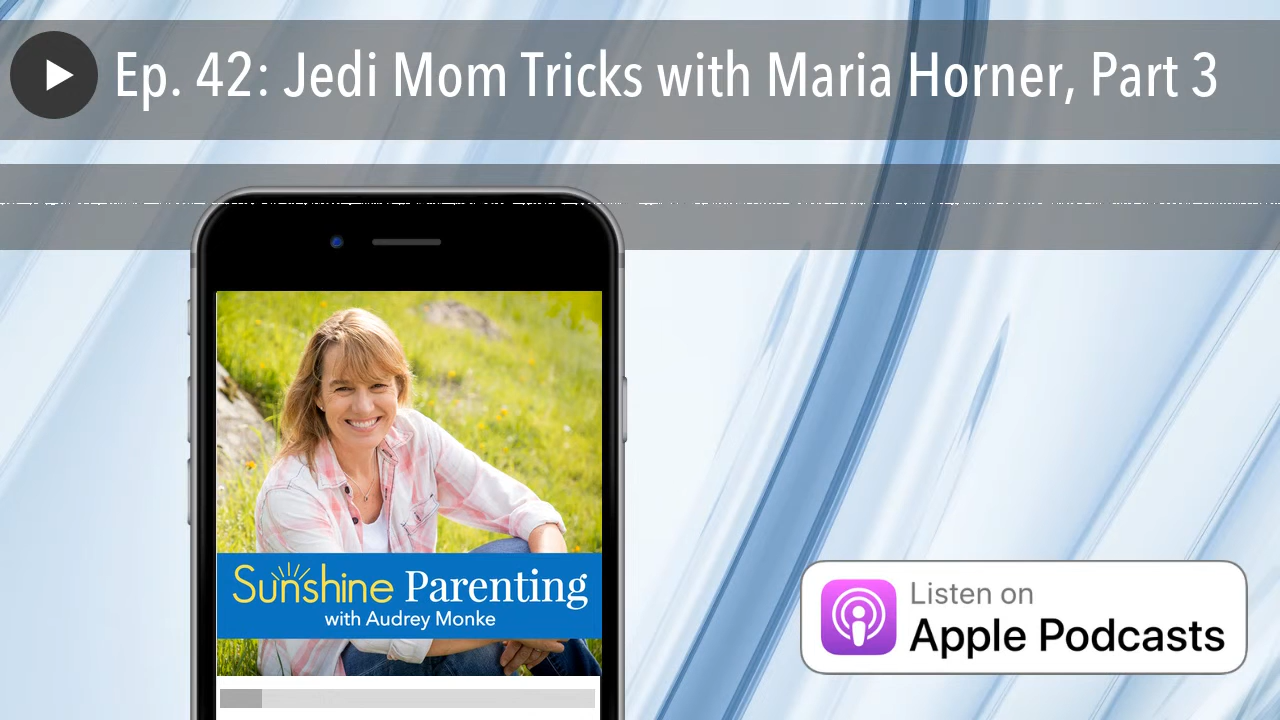 Ep. 42: Jedi Mom Tricks with Maria Horner, Part 3
Sunshine Parenting
with Audrey Monke
Listen on
Apple Podcasts